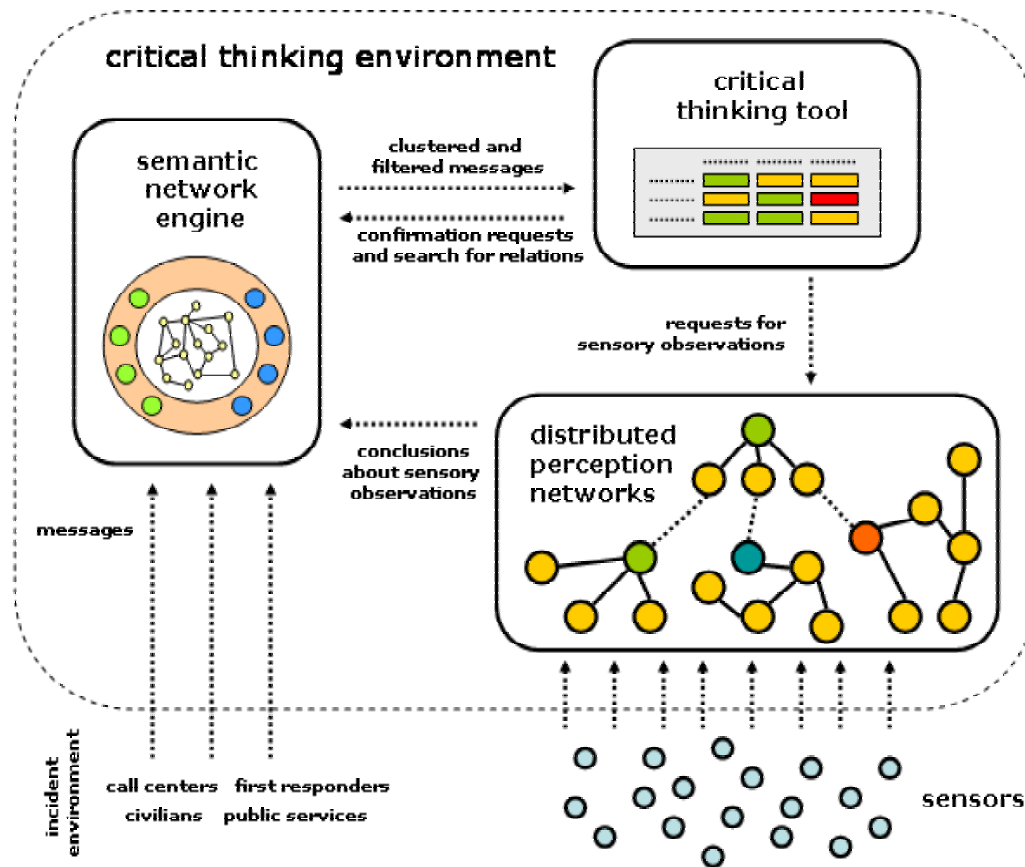 critical thinking environment
critical
thinking tool
semantic
network
engine
clustered and
filtered messages
confirmation requests
and search for relations
requests for
sensory observations
distributed
perception
networks
conclusions
about sensory
observations
messages
incident
environment
call centers first responders
civilians public services
sensors